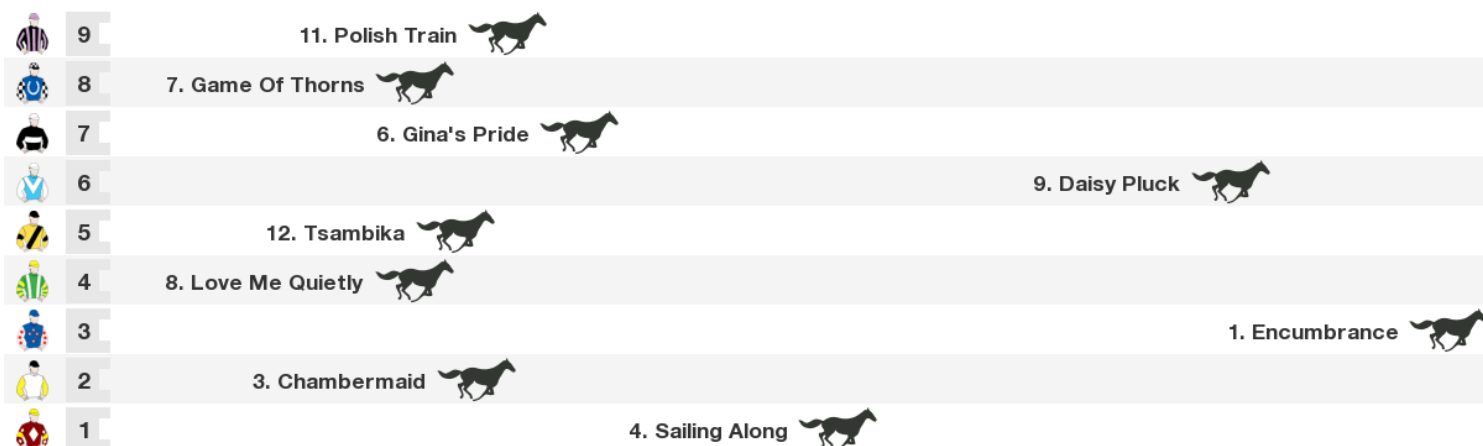 9 11. Polish Train
8 7. Game Of Thorns
7 6. Gina's Pride
6 9. Daisy Pluck
5 12. Tsambika
4 8. Love Me Quietly
3 1. Encumbrance
2 3. Chambermaid
1 4. Sailing Along